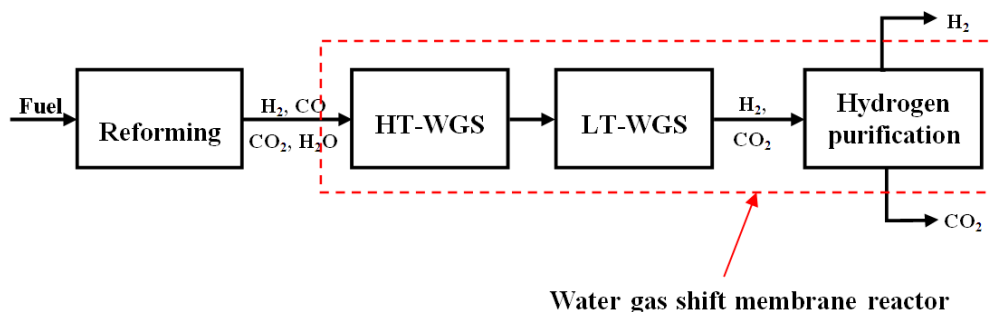 H₂
Fuel
Reforming
H₂, CO
CO₂, H₂O
HT-WGS
LT-WGS
H₂,
CO₂
Hydrogen
purification
CO₂
Water gas shift membrane reactor